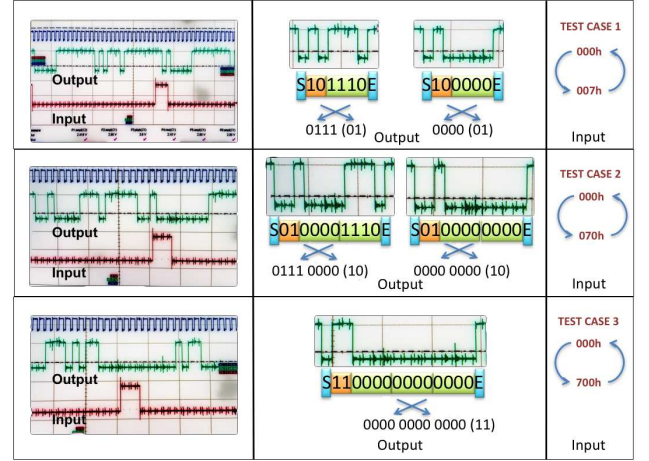 Output
Input
S101110E
S100000E
0111 (01)
0000 (01)
Output
TEST CASE 1
000h
007h
Input
Output
Input
S0100001110E
S0100000000E
0111 0000 (10)
0000 0000 (10)
Output
TEST CASE 2
000h
070h
Input
Output
Input
S11000000000000E
0000 0000 0000 (11)
Output
TEST CASE 3
000h
700h
Input